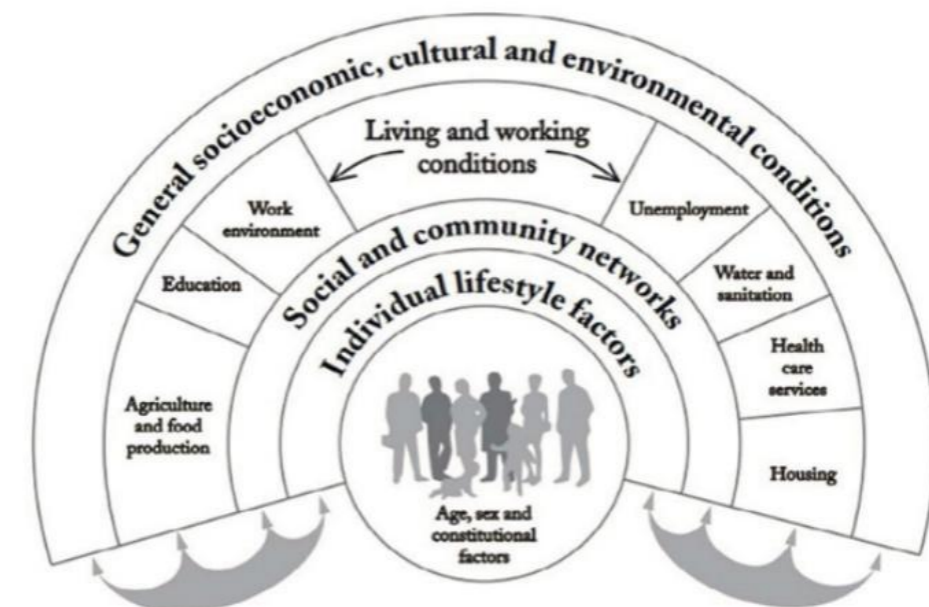 General socioeconomic, cultural and environmental conditions
Living and working
conditions
Work
environment
Unemployment
Education
Water and
sanitation
Agriculture
and food
production
Health
care
services
Housing
Social and community networks
Individual lifestyle factors
Age, sex and
constitutional
factors